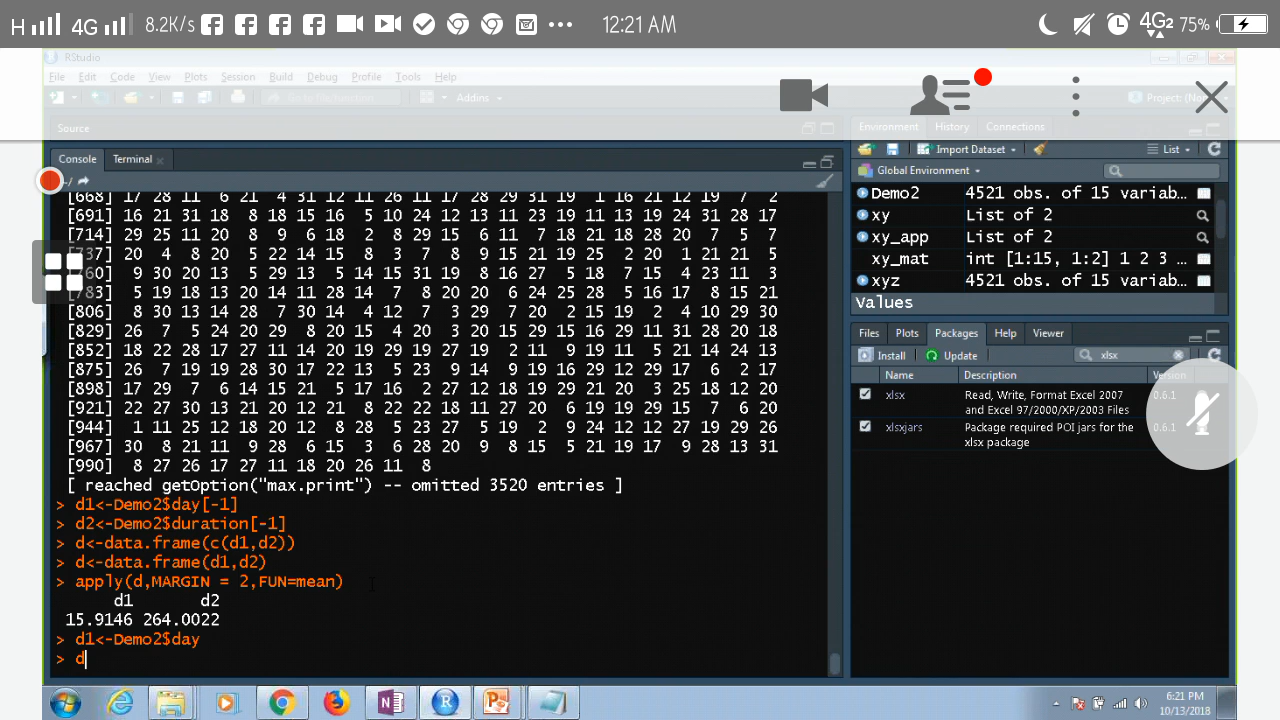 H 4G 8.2K/s 12:21 AM 4G2 75%
RStudio
File Edit Code View Plots Session Build Debug Profile Tools Help
Addins Project: (No
Source
Console Terminal
~/
[668] 17 28 11 6 21 4 31 12 11 26 11 17 28 29 31 19 1 16 21 12 19 7 2
[691] 16 21 31 18 8 18 15 16 5 10 24 12 13 11 23 19 11 13 19 24 31 28 17
[714] 29 25 11 20 8 9 6 18 2 8 29 15 6 11 7 18 21 18 28 20 7 5 7
[737] 20 4 8 20 5 22 14 15 8 3 7 8 9 15 21 19 25 2 20 1 21 21 5
[760] 9 30 20 13 5 29 13 5 14 15 31 19 8 16 27 5 18 7 15 4 23 11 3
[783] 5 19 18 13 20 14 11 28 14 7 8 20 20 6 24 25 28 5 16 17 8 15 21
[806] 8 30 13 14 28 7 30 14 4 12 7 3 29 7 20 2 15 19 2 4 10 29 30
[829] 26 7 5 24 20 29 8 20 15 4 20 3 20 15 29 15 16 29 11 31 28 20 18
[852] 18 22 28 17 27 11 14 20 19 29 19 27 19 2 11 9 19 11 5 21 14 24 13
[875] 26 7 19 19 28 30 17 22 13 5 23 9 14 9 19 16 29 12 29 17 6 2 17
[898] 17 29 7 6 14 15 21 5 17 16 2 27 12 18 19 29 21 20 3 25 18 12 20
[921] 22 27 30 13 21 20 12 21 8 22 22 18 11 27 20 6 19 19 29 15 7 6 20
[944] 1 11 25 12 18 20 12 8 28 5 23 27 5 19 2 9 24 12 12 27 19 29 26
[967] 30 8 21 11 9 28 6 15 3 6 28 20 9 8 15 5 21 19 17 9 28 13 31
[990] 8 27 26 17 27 11 18 20 26 11 8
[ reached getOption("max.print") -- omitted 3520 entries ]
> d1<-Demo2$day[-1]
> d2<-Demo2$duration[-1]
> d<-data.frame(c(d1,d2))
> d<-data.frame(d1,d2)
> apply(d,MARGIN = 2,FUN=mean)
d1 d2
15.9146 264.0022
> d1<-Demo2$day
> d
Environment History Connections
Import Dataset List
Global Environment
Demo2 4521 obs. of 15 variab...
xy List of 2
xy_app List of 2
xy_mat int [1:15, 1:2] 1 2 3 ...
xyz 4521 obs. of 15 variab...
Values
Files Plots Packages Help Viewer
Install Update xlsx
Name Description Version
xlsx Read, Write, Format Excel 2007 and Excel 97/2000/XP/2003 Files 0.6.1
xlsxjars Package required POI jars for the xlsx package 0.6.1
6:21 PM
10/13/2018